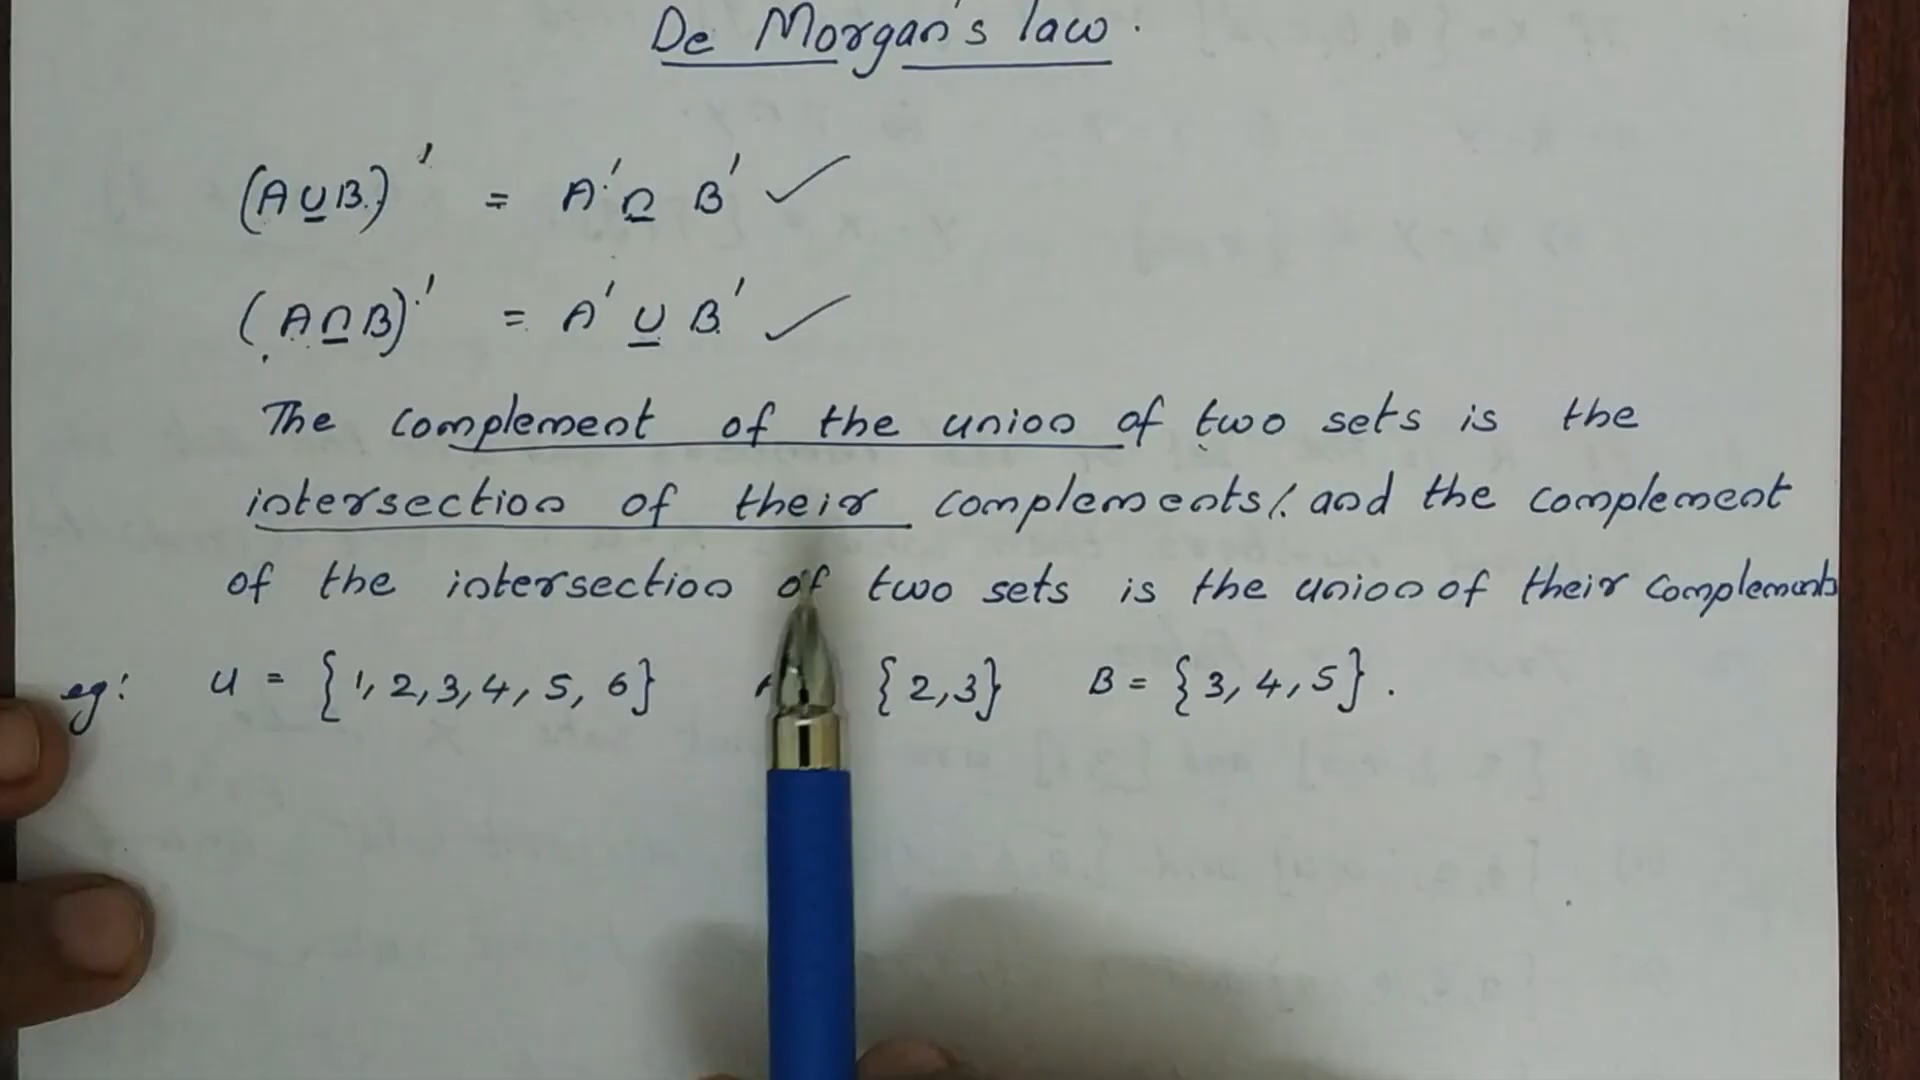 De Morgan's law.
(A∪B)' = A'∩ B' ✓
(A∩B)' = A' ∪ B' ✓
The complement of the union of two sets is the
intersection of their complements/. and the complement
of the intersection of two sets is the union of their complements
eg: U = {1, 2, 3, 4, 5, 6} {2,3} B = {3, 4, 5}.